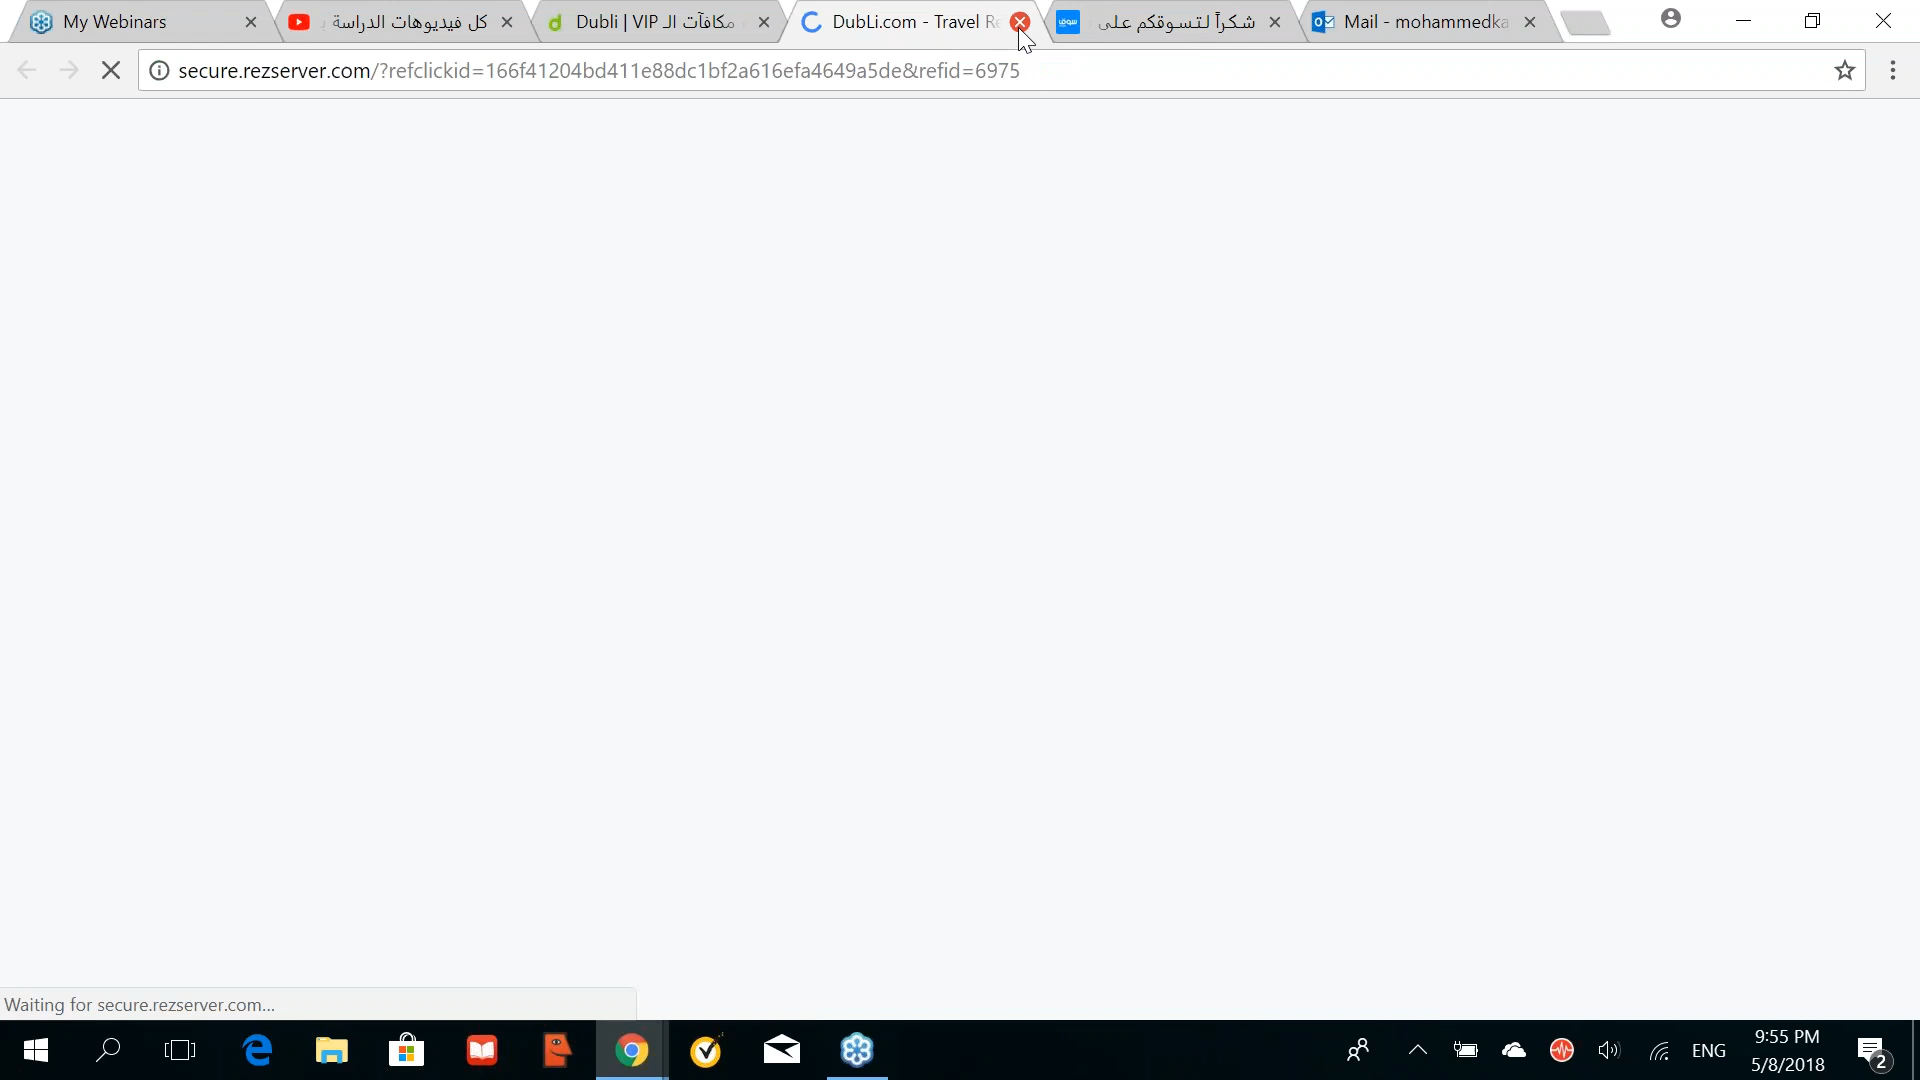 My Webinars
كل فيديوهات الدراسة
Dubli | VIP مكافآت الـ
DubLi.com - Travel Re
شكراً لتسوقكم على
Mail - mohammedka
secure.rezserver.com/?refclickid=166f41204bd411e88dc1bf2a616efa4649a5de&refid=6975
Waiting for secure.rezserver.com...
ENG
9:55 PM
5/8/2018
2